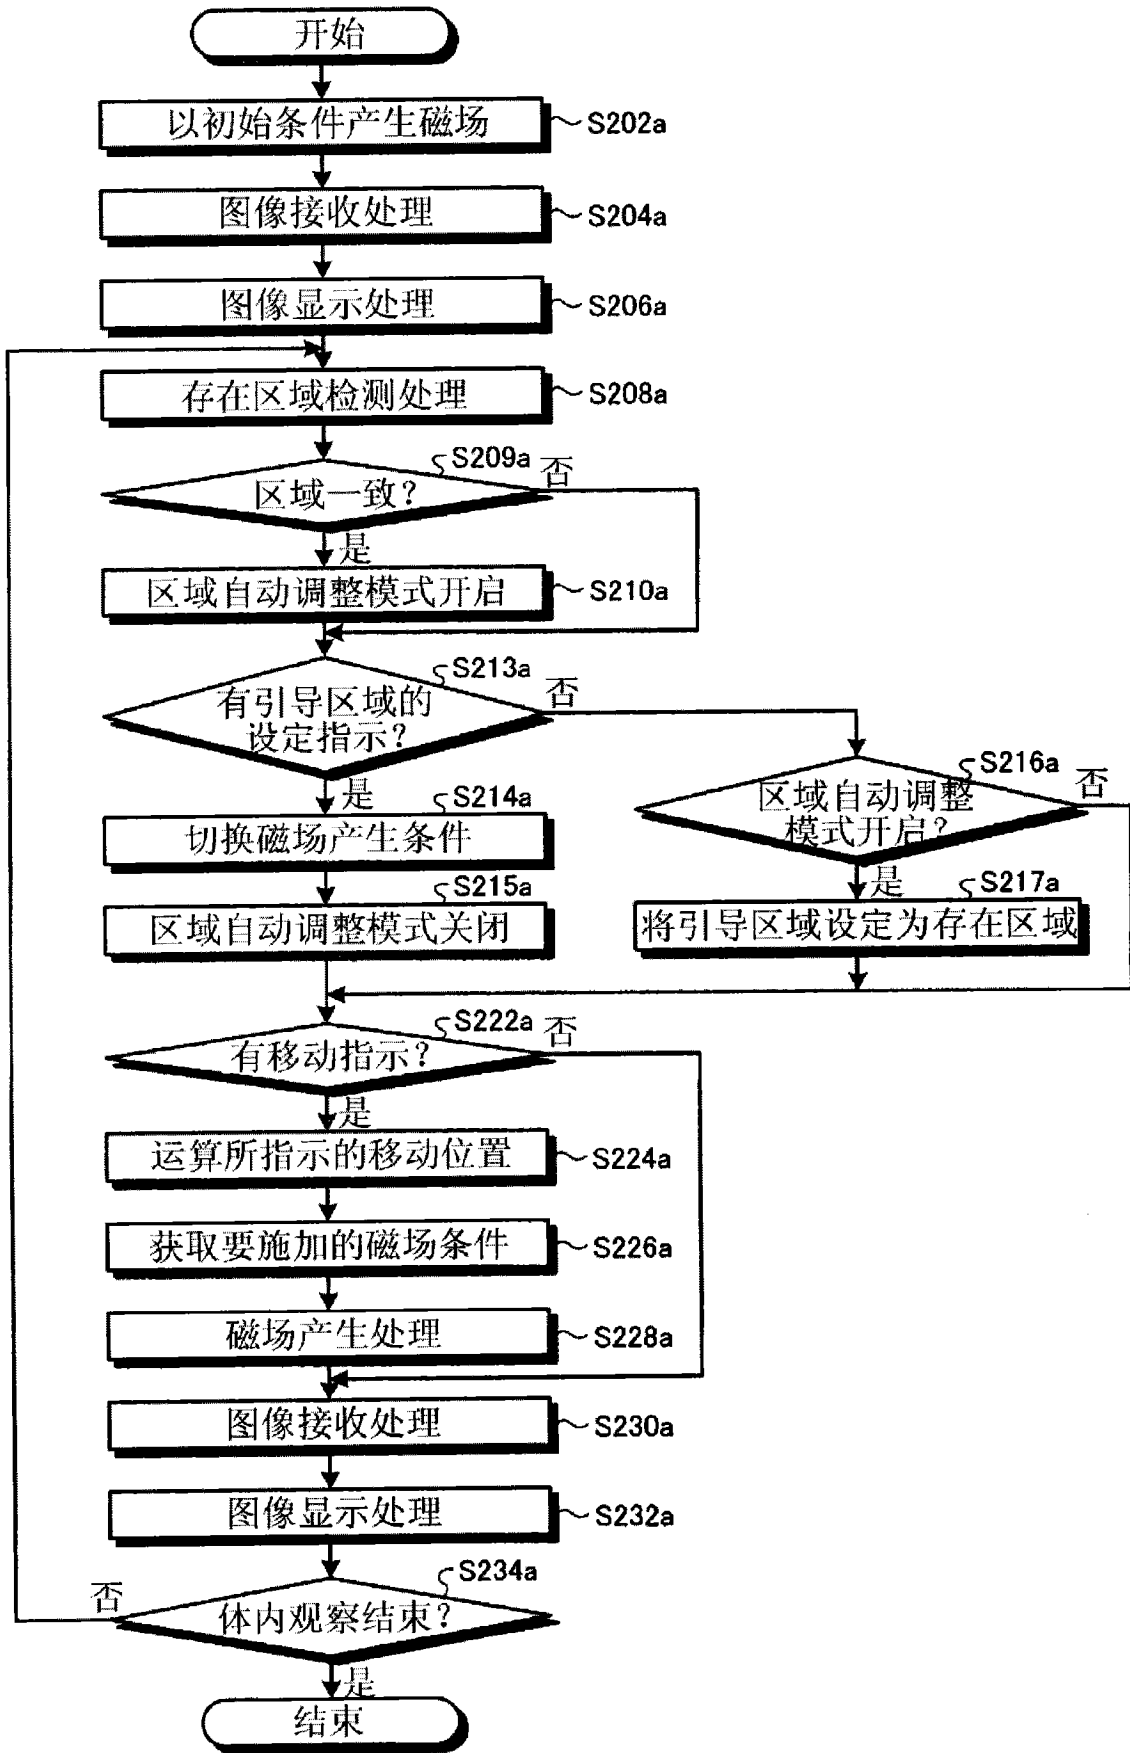 开始
以初始条件产生磁场
S202a
图像接收处理
S204a
图像显示处理
S206a
存在区域检测处理
S208a
S209a
否
区域一致?
是
区域自动调整模式开启
S210a
S213a
否
有引导区域的
设定指示?
是
S216a
否
区域自动调整
模式开启?
是
S214a
切换磁场产生条件
S215a
区域自动调整模式关闭
S217a
将引导区域设定为存在区域
S222a
否
有移动指示?
是
运算所指示的移动位置
S224a
获取要施加的磁场条件
S226a
磁场产生处理
S228a
图像接收处理
S230a
图像显示处理
S232a
S234a
否
体内观察结束?
是
结束